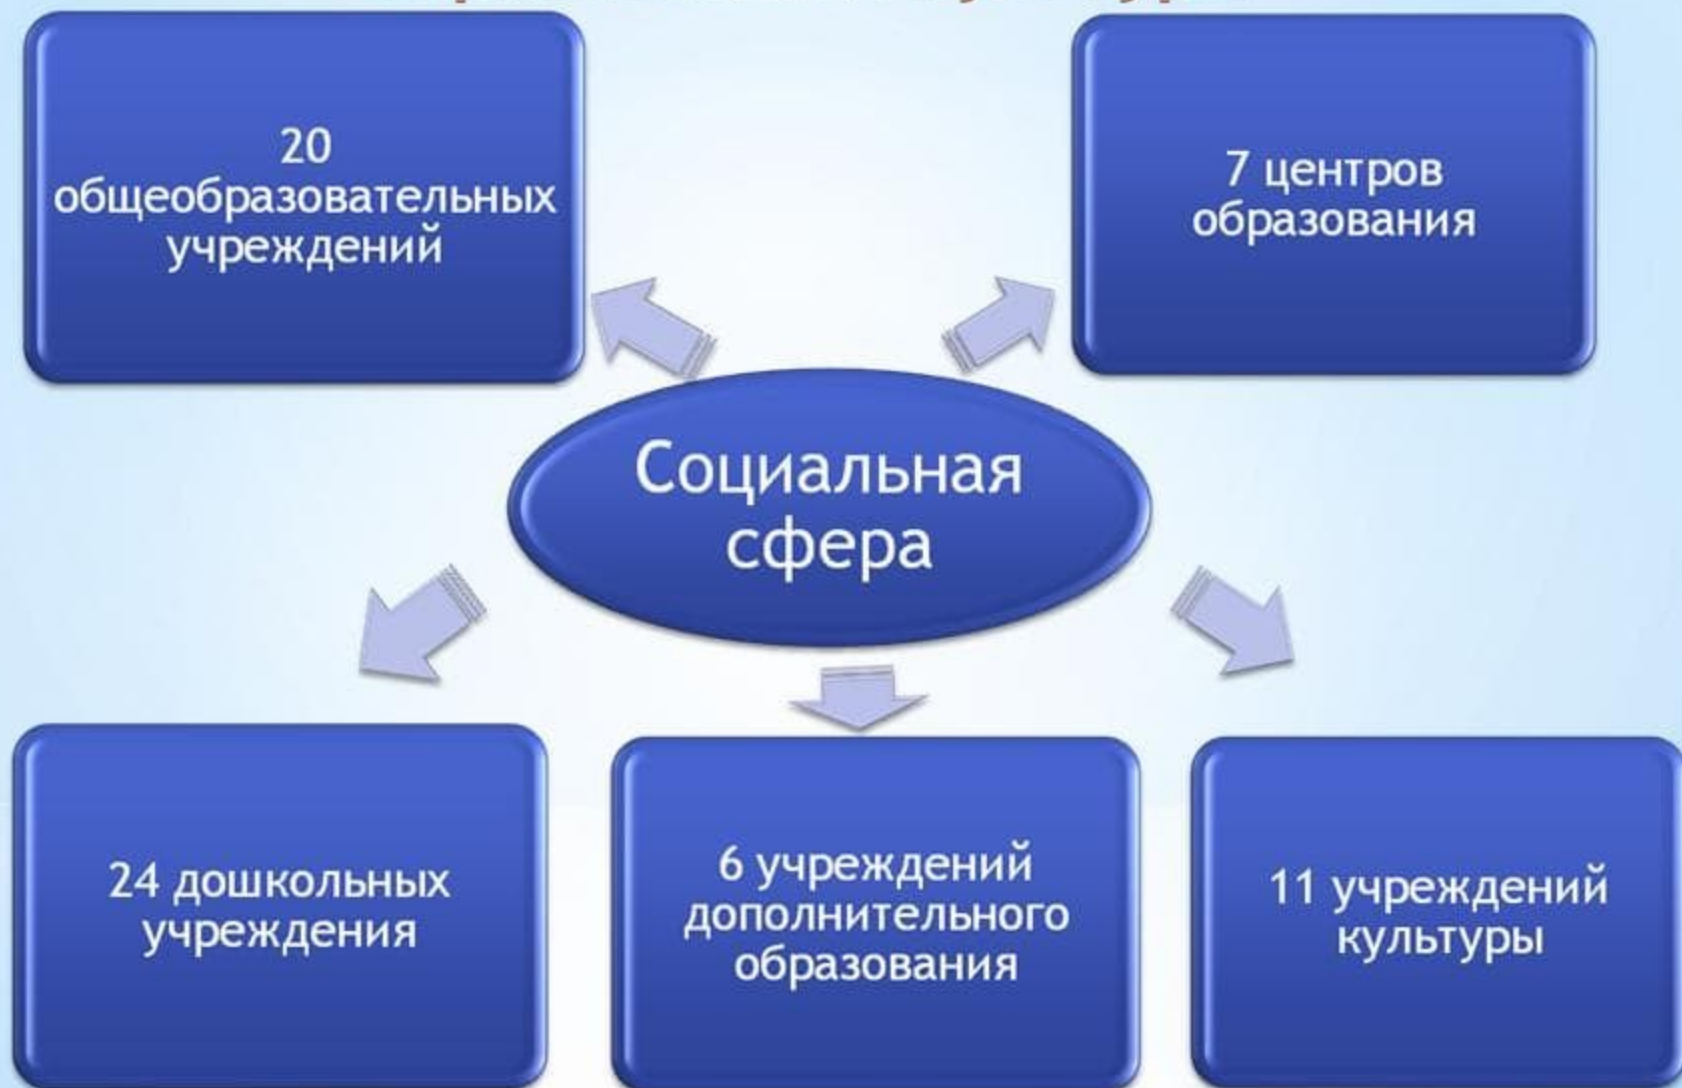 20
общеобразовательных
учреждений
7 центров
образования
Социальная
сфера
24 дошкольных
учреждения
6 учреждений
дополнительного
образования
11 учреждений
культуры